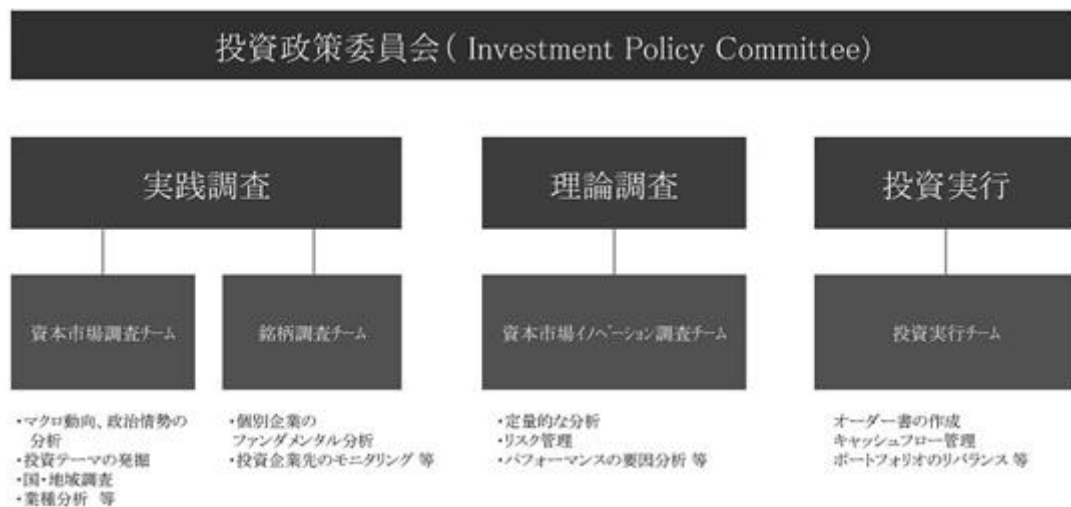 投資政策委員会( Investment Policy Committee)
実践調査
理論調査
投資実行
資本市場調査チーム
銘柄調査チーム
資本市場イノベーション調査チーム
投資実行チーム
・マクロ動向、政治情勢の
分析
・投資テーマの発掘
・国・地域調査
・業種分析 等
・個別企業の
ファンダメンタル分析
・投資企業先のモニタリング 等
・定量的な分析
・リスク管理
・パフォーマンスの要因分析 等
オーダー書の作成
キャッシュフロー管理
ポートフォリオのリバランス 等